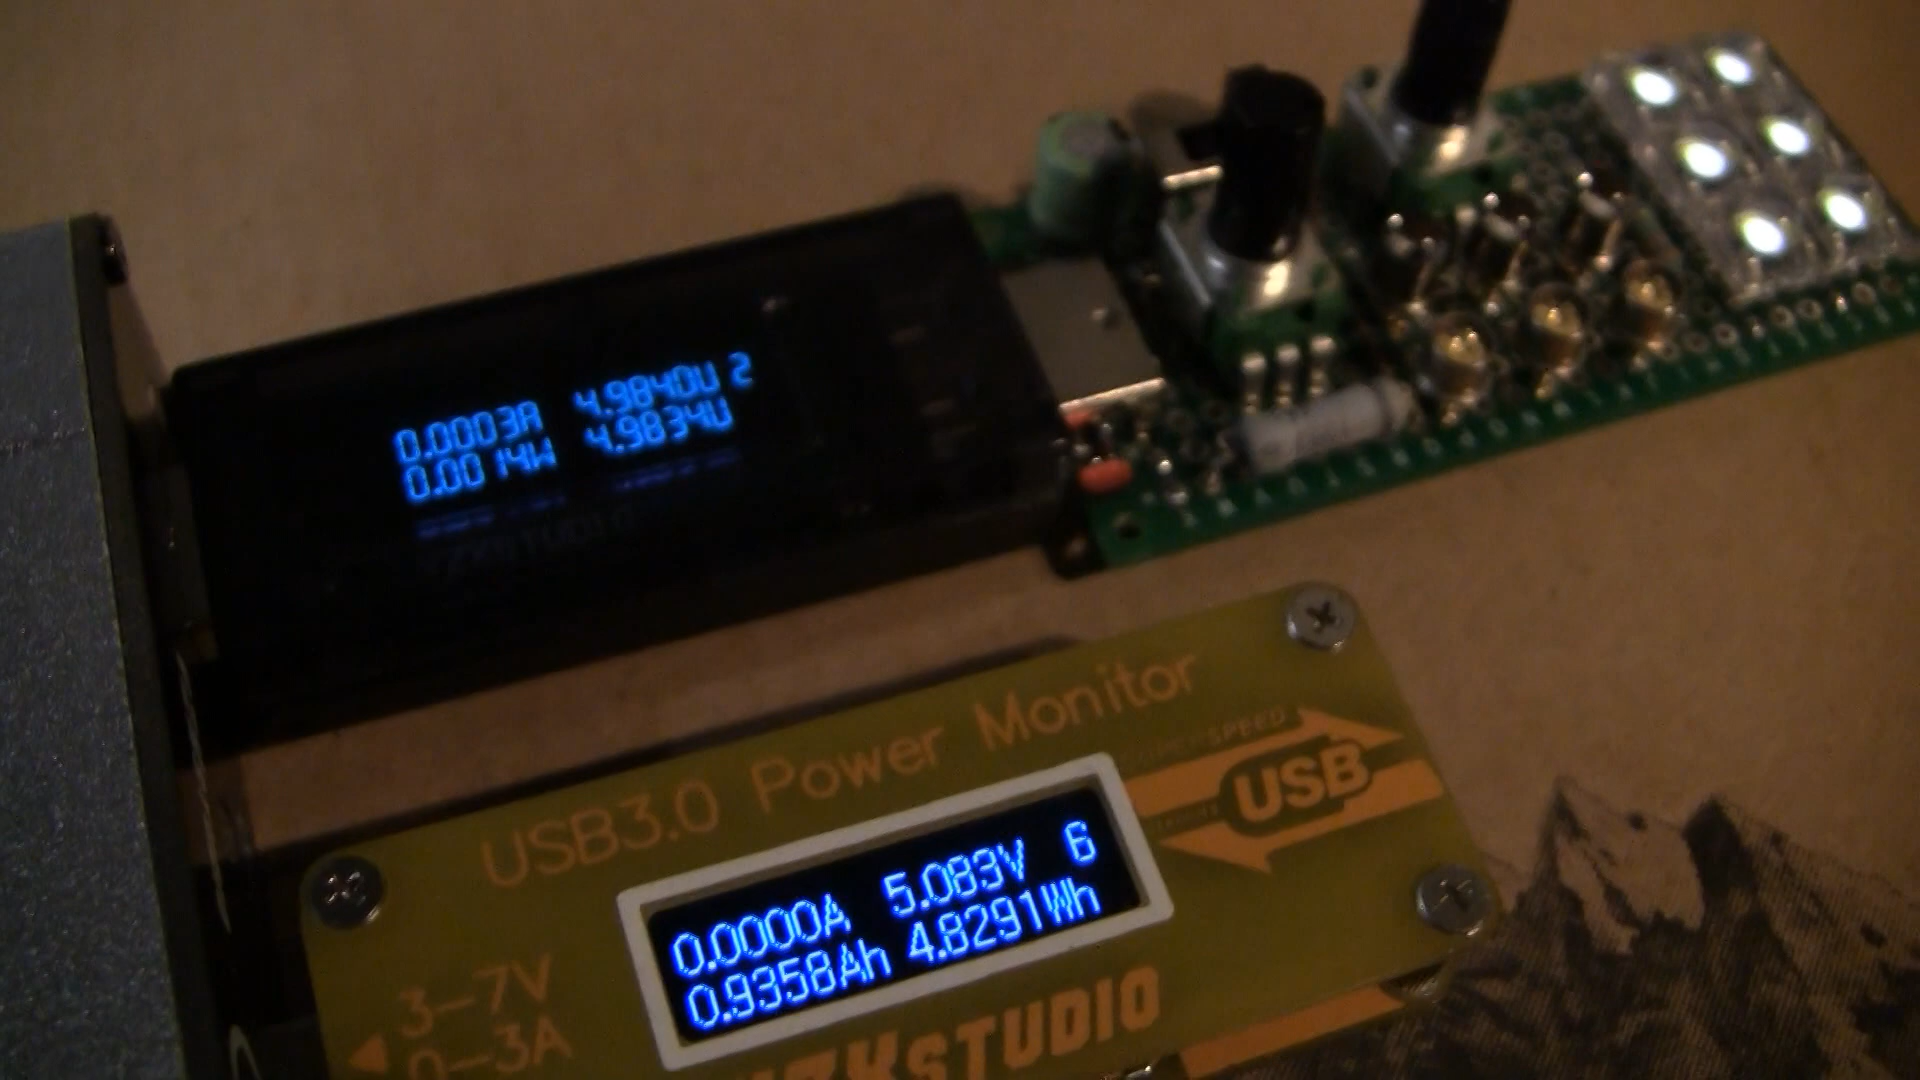 0.0003A 4.9840V 2
0.0014W 4.9834V
USB3.0 Power Monitor
SPEED
USB
0.0000A 5.083V 6
0.9358Ah 4.8291Wh
3-7V
0-3A
STUDIO